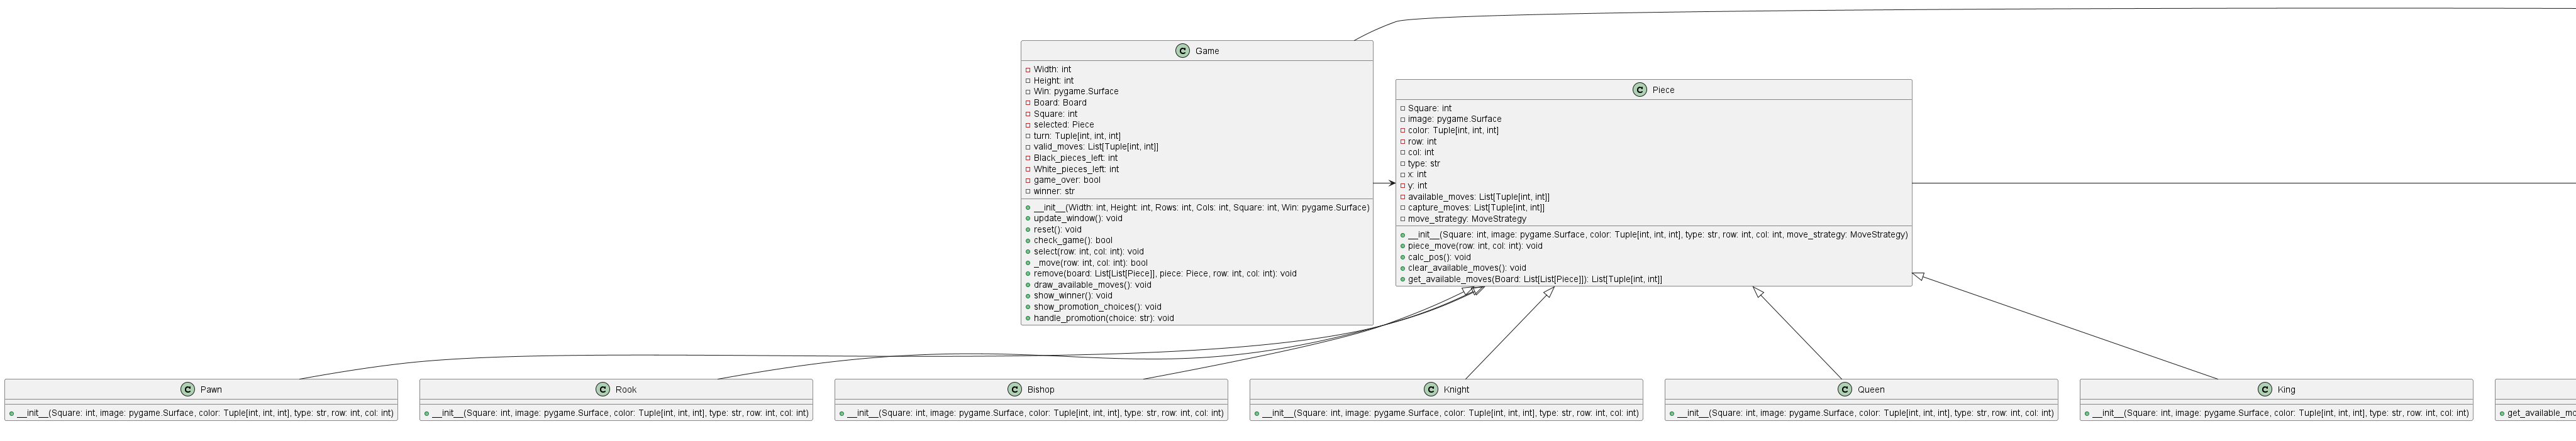 Game
Width: int
Height: int
Win: pygame.Surface
Board: Board
Square: int
selected: Piece
turn: Tuple[int, int, int]
valid_moves: List[Tuple[int, int]]
Black_pieces_left: int
White_pieces_left: int
game_over: bool
winner: str
__init__(Width: int, Height: int, Rows: int, Cols: int, Square: int, Win: pygame.Surface)
update_window(): void
reset(): void
check_game(): bool
select(row: int, col: int): void
_move(row: int, col: int): bool
remove(board: List[List[Piece]], piece: Piece, row: int, col: int): void
draw_available_moves(): void
show_winner(): void
show_promotion_choices(): void
handle_promotion(choice: str): void
Piece
Square: int
image: pygame.Surface
color: Tuple[int, int, int]
row: int
col: int
type: str
x: int
y: int
available_moves: List[Tuple[int, int]]
capture_moves: List[Tuple[int, int]]
move_strategy: MoveStrategy
__init__(Square: int, image: pygame.Surface, color: Tuple[int, int, int], type: str, row: int, col: int, move_strategy: MoveStrategy)
piece_move(row: int, col: int): void
calc_pos(): void
clear_available_moves(): void
get_available_moves(Board: List[List[Piece]]): List[Tuple[int, int]]
Pawn
__init__(Square: int, image: pygame.Surface, color: Tuple[int, int, int], type: str, row: int, col: int)
Rook
__init__(Square: int, image: pygame.Surface, color: Tuple[int, int, int], type: str, row: int, col: int)
Bishop
__init__(Square: int, image: pygame.Surface, color: Tuple[int, int, int], type: str, row: int, col: int)
Knight
__init__(Square: int, image: pygame.Surface, color: Tuple[int, int, int], type: str, row: int, col: int)
Queen
__init__(Square: int, image: pygame.Surface, color: Tuple[int, int, int], type: str, row: int, col: int)
King
__init__(Square: int, image: pygame.Surface, color: Tuple[int, int, int], type: str, row: int, col: int)
get_available_mo